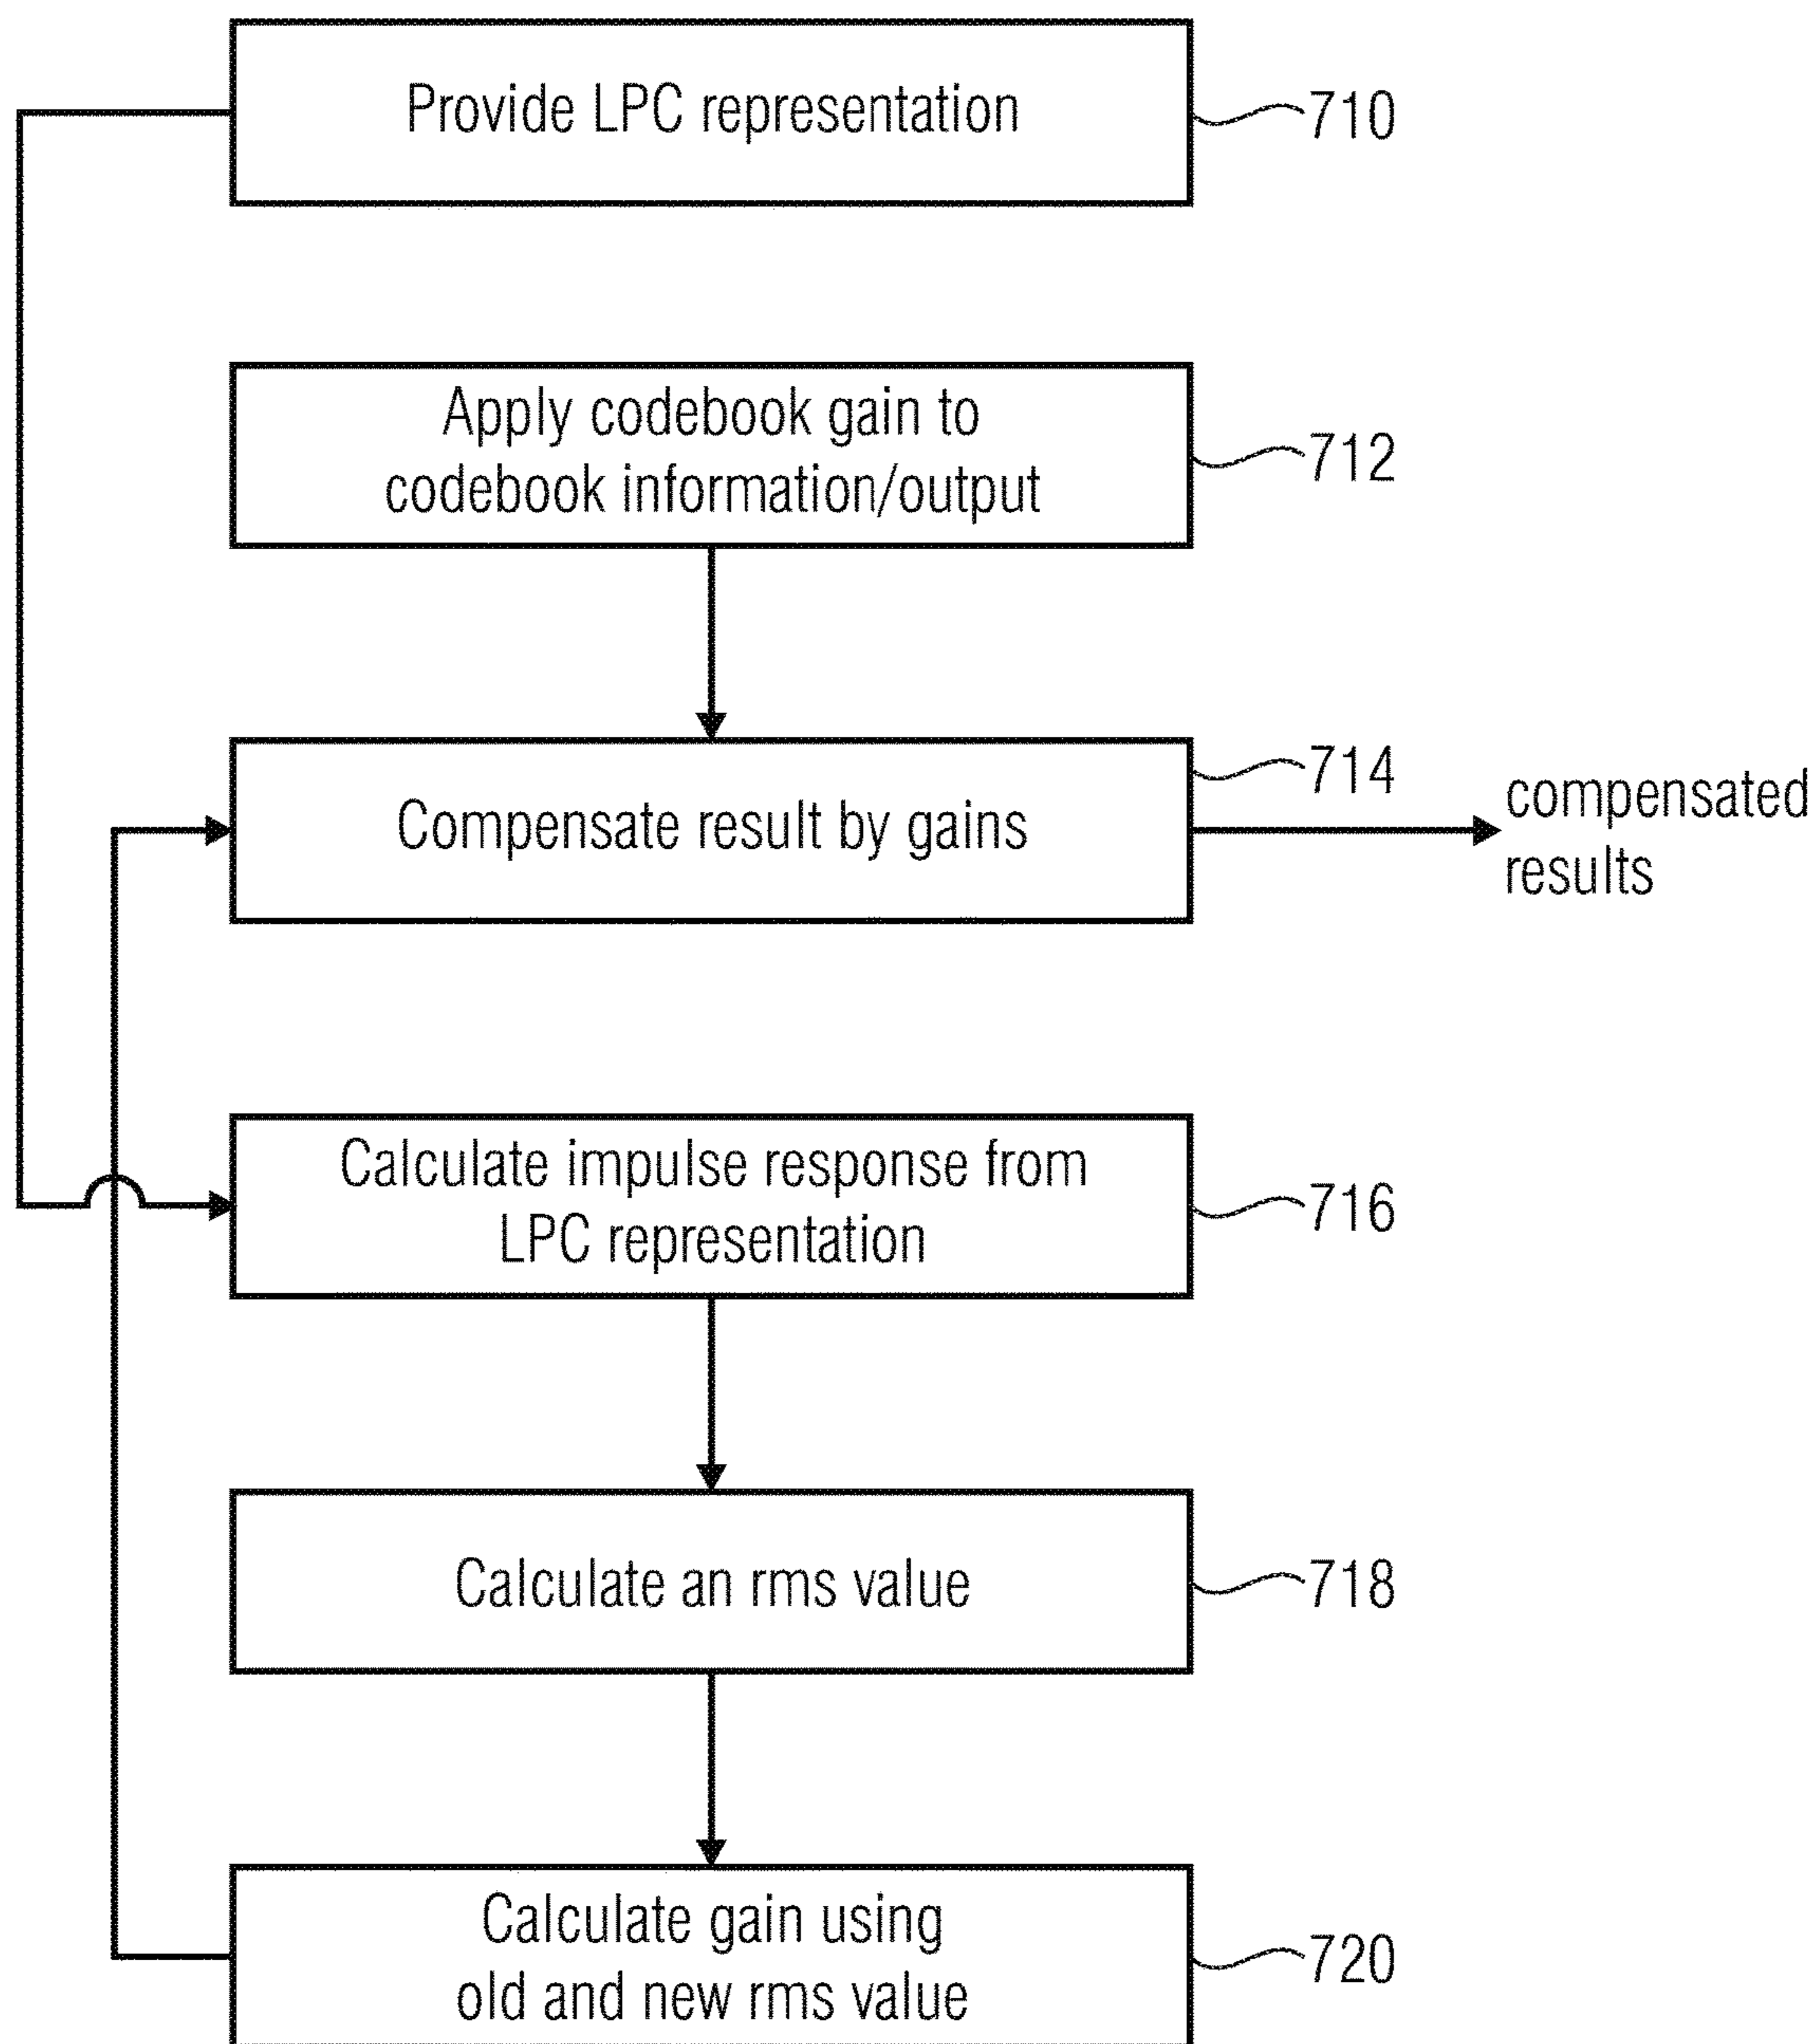 Provide LPC representation
710
Apply codebook gain to
codebook information/output
712
Compensate result by gains
714
compensated
results
Calculate impulse response from
LPC representation
716
Calculate an rms value
718
Calculate gain using
old and new rms value
720